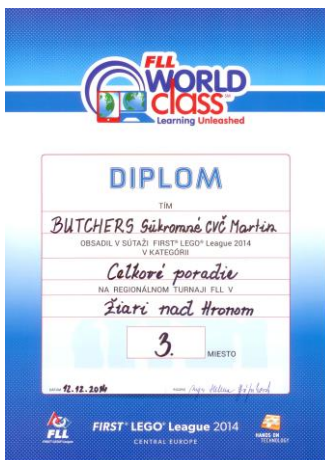 FLL
WORLD
CLASS
Learning Unleashed
DIPLOM
TÍM
BUTCHERS Súkromné CVČ Martin
OBSADIL V SÚŤAŽI FIRST® LEGO® League 2014
V KATEGÓRII
Celkové poradie
NA REGIONÁLNOM TURNAJI FLL V
Žiari nad Hronom
3. MIESTO
12.12.2014
FLL
FIRST® LEGO® League 2014
CENTRAL EUROPE
HANDS ON
TECHNOLOGY